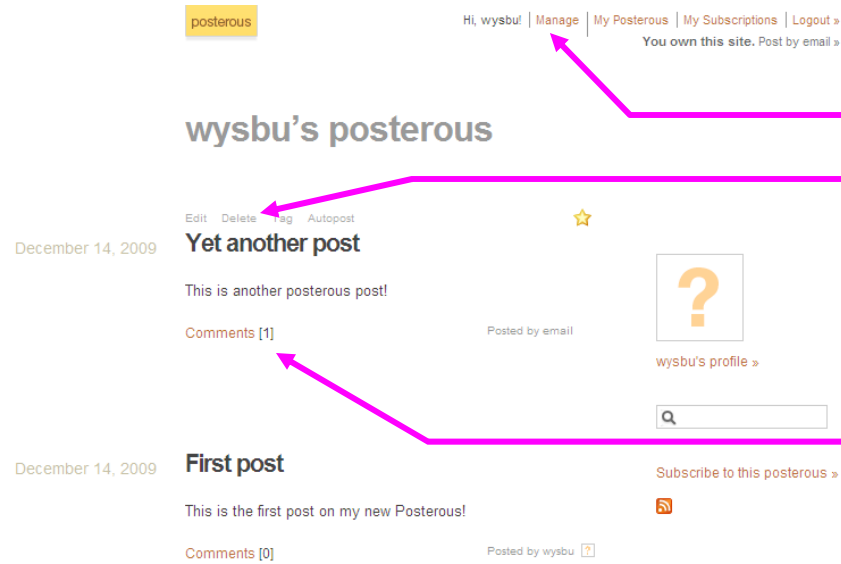 posterous
Hi, wysbu! | Manage | My Posterous | My Subscriptions | Logout »
You own this site. Post by email »
wysbu's posterous
Edit Delete Tag Autopost
December 14, 2009
Yet another post
This is another posterous post!
Comments [1]
Posted by email
?
wysbu's profile »
December 14, 2009
First post
Subscribe to this posterous »
This is the first post on my new Posterous!
Comments [0]
Posted by wysbu ?